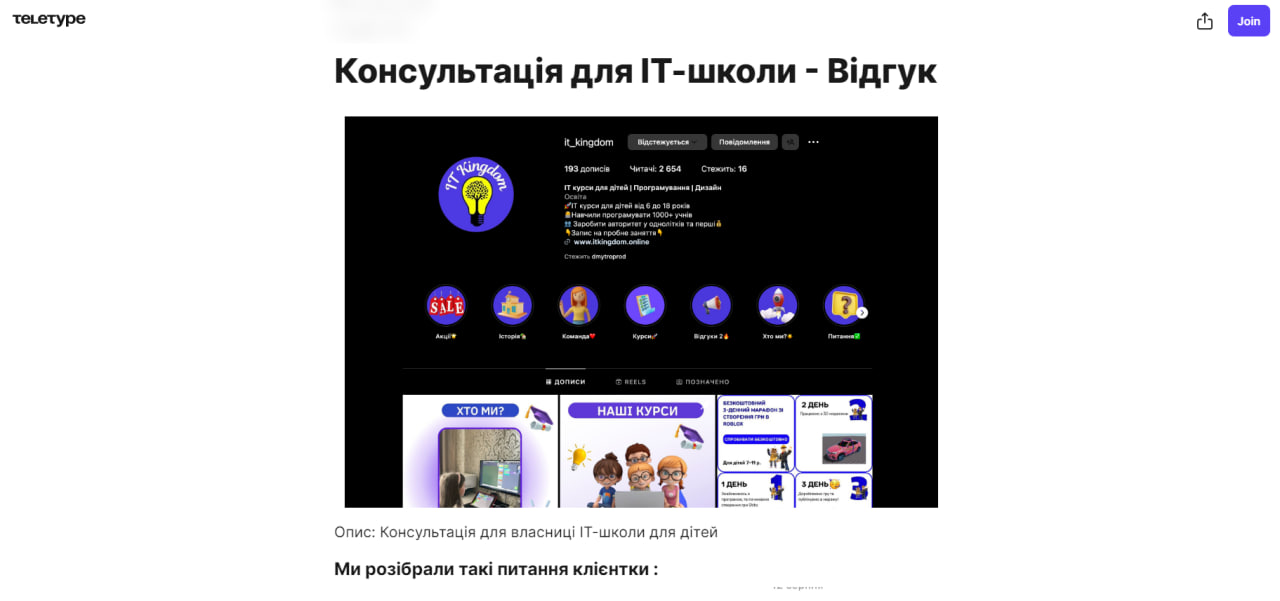 TELETYPE
Join
Консультація для ІТ-школи - Відгук
it_kingdom
Відстежується
Повідомлення
193 дописів Читачі: 2 654 Стежить: 16
ІТ курси для дітей | Програмування | Дизайн
Освіта
🚀ІТ курси для дітей від 6 до 18 років
👩‍💻Навчили програмувати 1000+ учнів
👥 Заробити авторитет у однолітків та перші💰
👇Запис на пробне заняття👇
www.itkingdom.online
Стежить dmytroprod
IT Kingdom
SALE
Акції
Історія
Команда❤️
Курси🚀
Відгуки 2🔥
Хто ми?☀️
Питання✅
ДОПИСИ
REELS
ПОЗНАЧЕНО
ХТО МИ?
НАШІ КУРСИ
БЕЗКОШТОВНИЙ
3-ДЕННИЙ МАРАФОН ЗІ
СТВОРЕННЯ ГРИ В
ROBLOX
СПРОБУВАТИ БЕЗКОШТОВНО
Для дітей 7-11 р.
2 ДЕНЬ
1 ДЕНЬ
3 ДЕНЬ
Опис: Консультація для власниці ІТ-школи для дітей
Ми розібрали такі питання клієнтки :